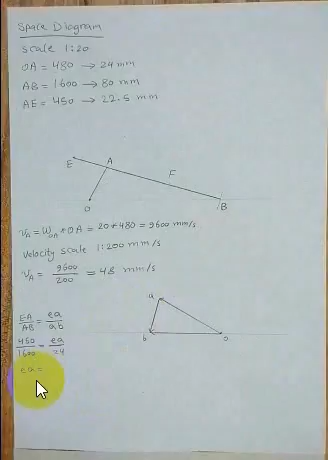 Space Diagram
Scale 1:20
OA = 480 → 24 mm
AB = 1600 → 80 mm
AE = 450 → 22.5 mm
E A F
O B
VA = WOA * OA = 20 * 480 = 9600 mm/s
Velocity scale 1:200 mm/s
VA = 9600/200 = 48 mm/s
a
b o
EA/AB = ea/ab
450/1600 = ea/24
ea =